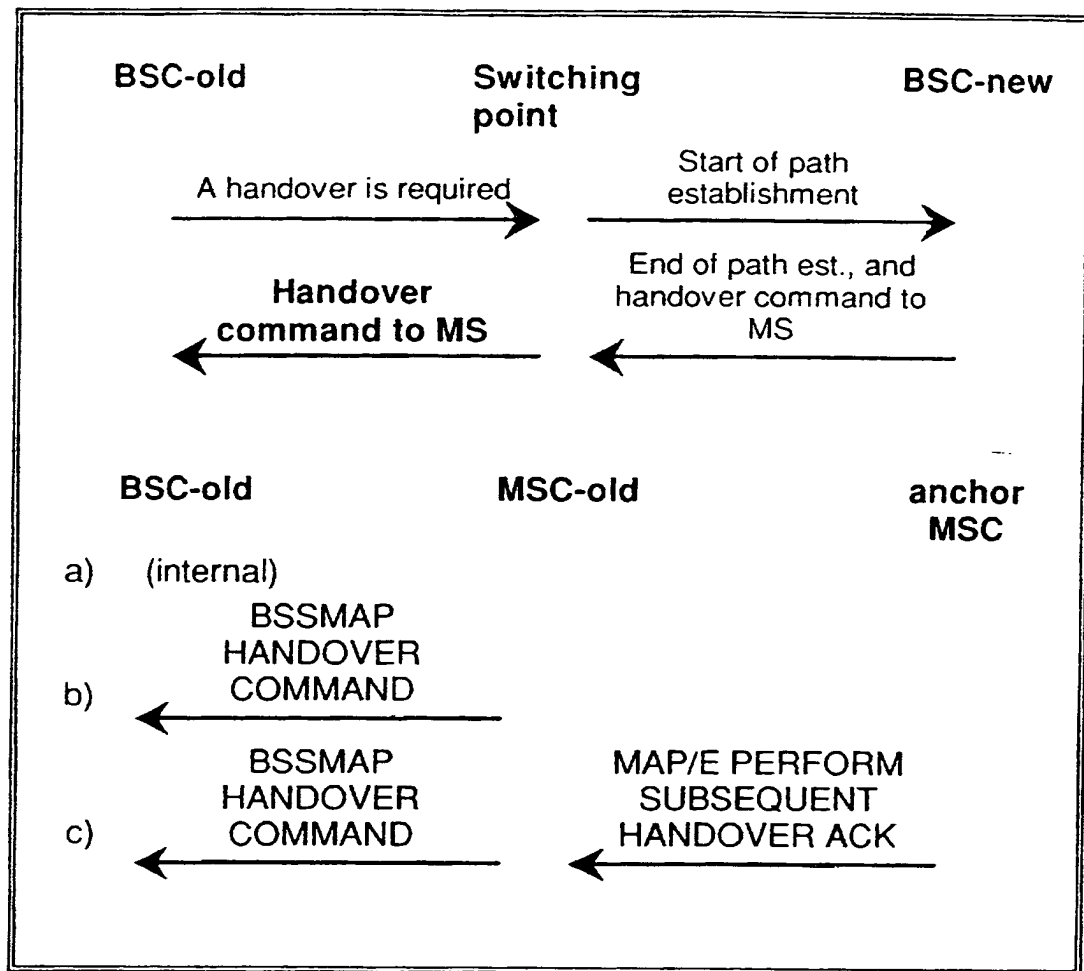 BSC-old
Switching
point
BSC-new
A handover is required
Start of path
establishment
Handover
command to MS
End of path est., and
handover command to
MS
BSC-old
MSC-old
anchor
MSC
a) (internal)
BSSMAP
HANDOVER
b) COMMAND
BSSMAP
HANDOVER
c) COMMAND
MAP/E PERFORM
SUBSEQUENT
HANDOVER ACK